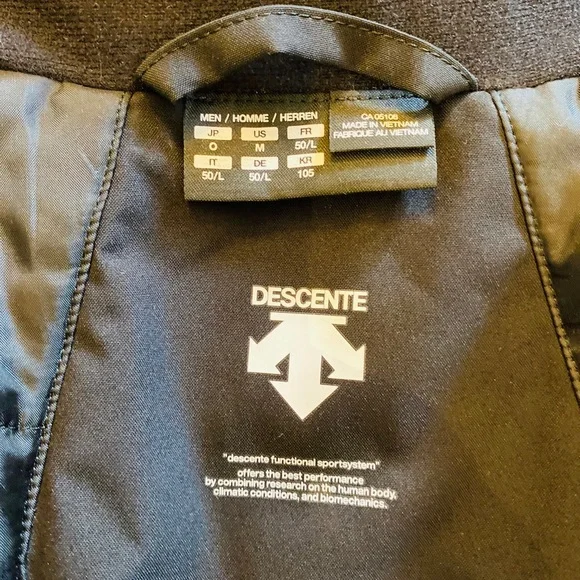 MEN / HOMME / HERREN
JP US FR
O M 50/L
IT DE KR
50/L 50/L 105
CA 05108
MADE IN VIETNAM
FABRIQUE AU VIETNAM
DESCENTE
"descente functional sportsystem"
offers the best performance
by combining research on the human body,
climatic conditions, and biomechanics.